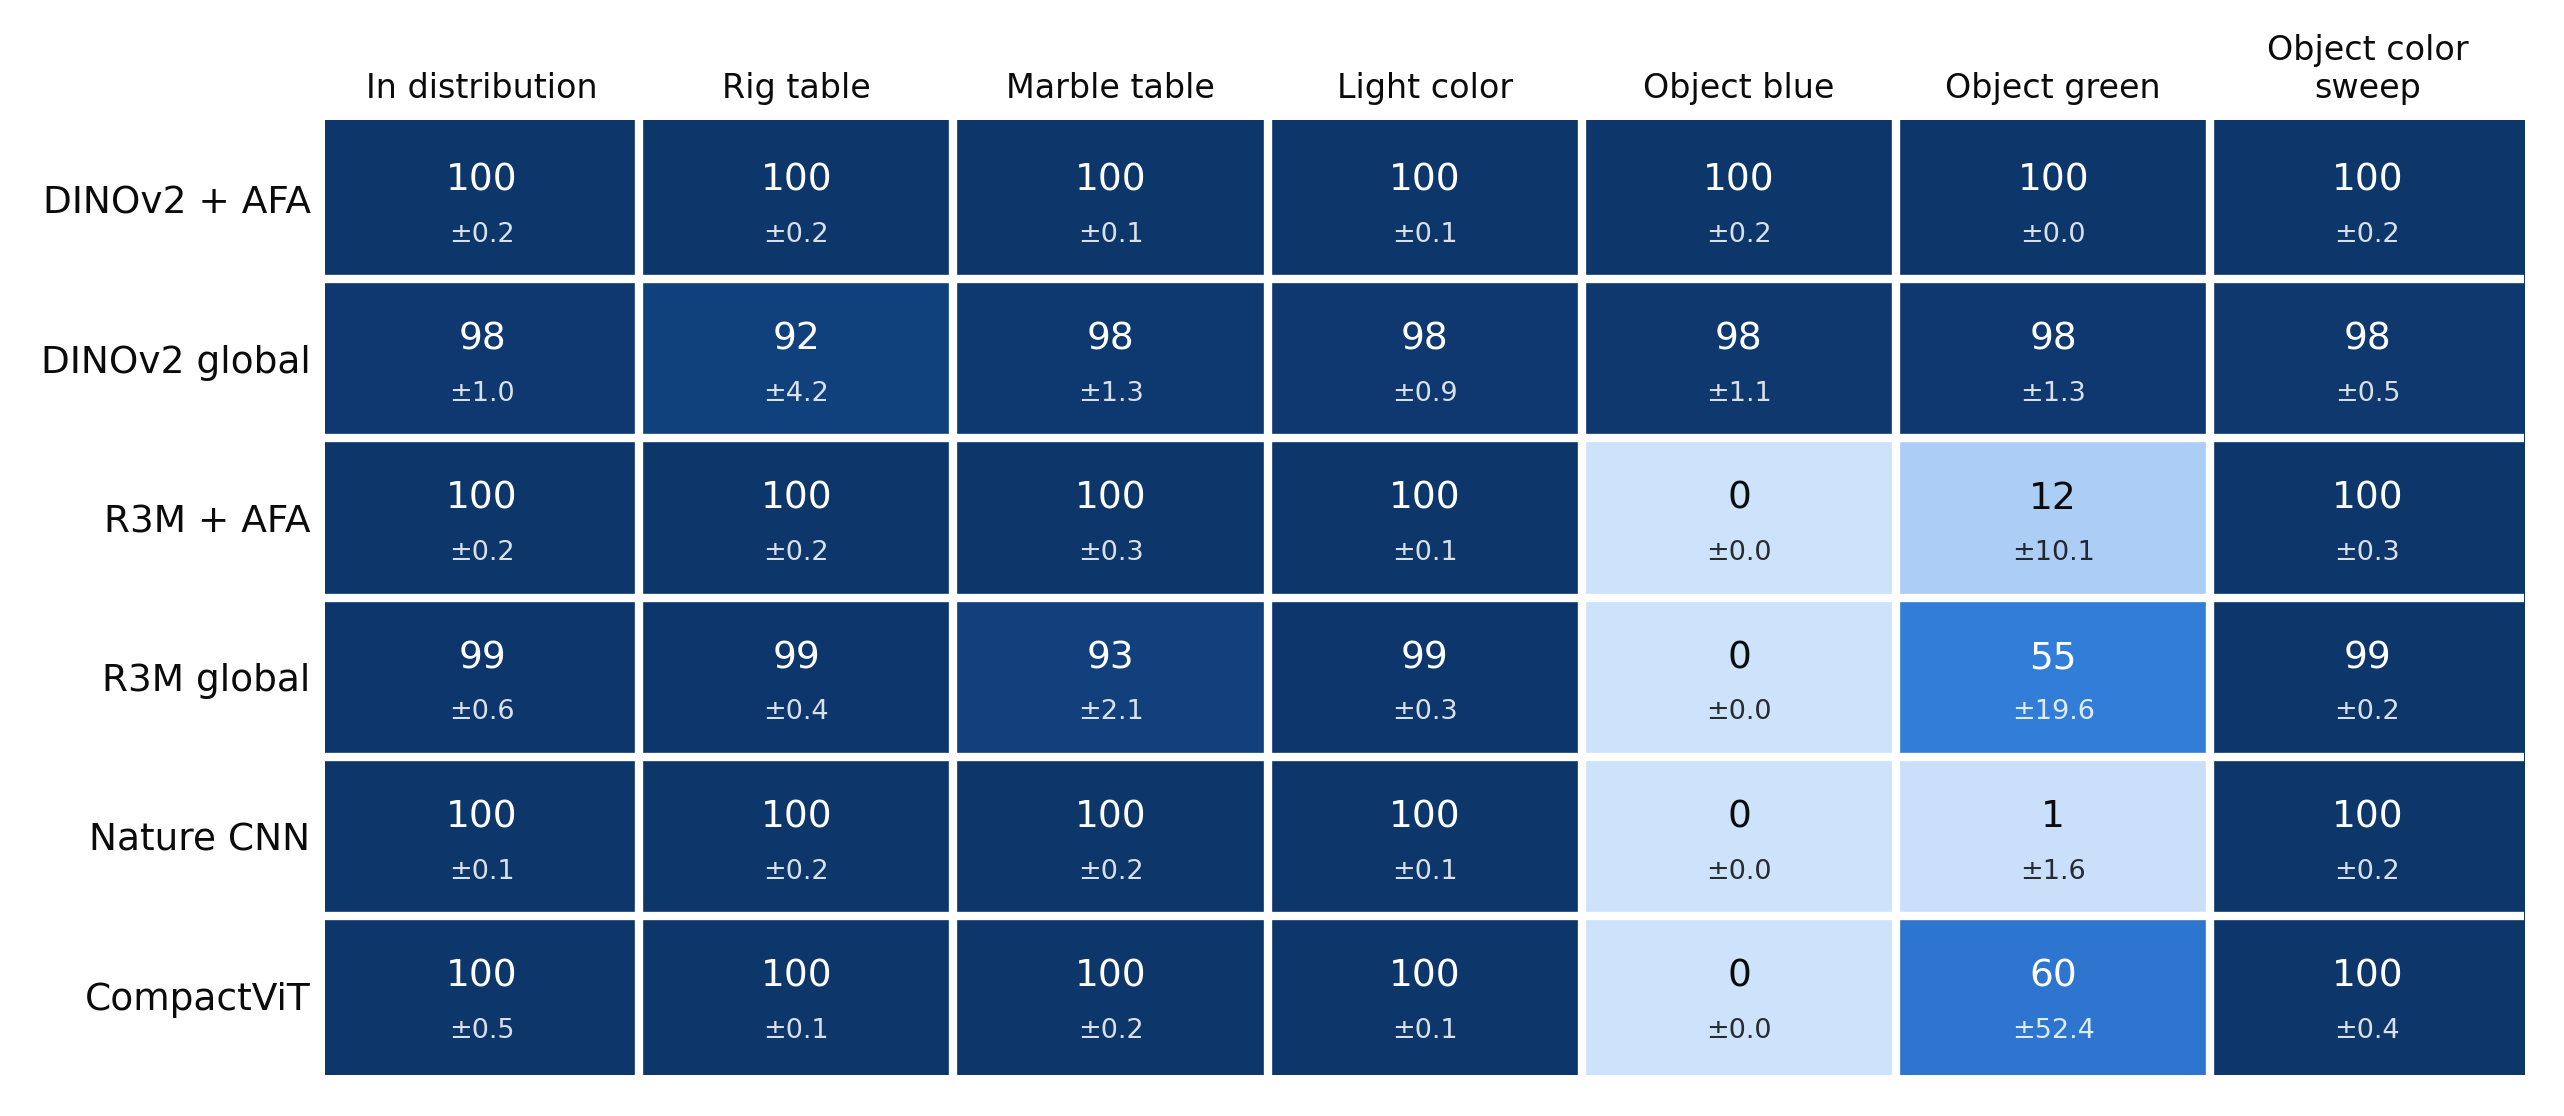 Object color
In distribution Rig table Marble table Light color Object blue Object green sweep
100 100 100 100 100 100 100
DINOv2 + AFA
±0.2 ±0.2 ±0.1 ±0.1 ±0.2 ±0.0 ±0.2
98 92 98 98 98 98 98
DINOv2 global
±1.0 ±4.2 ±1.3 ±0.9 ±1.1 ±1.3 ±0.5
100 100 100 100 0 12 100
R3M + AFA
±0.2 ±0.2 ±0.3 ±0.1 ±0.0 ±10.1 ±0.3
99 99 93 99 0 55 99
R3M global
±0.6 ±0.4 ±2.1 ±0.3 ±0.0 ±19.6 ±0.2
100 100 100 100 0 1 100
Nature CNN
±0.1 ±0.2 ±0.2 ±0.1 ±0.0 ±1.6 ±0.2
100 100 100 100 0 60 100
CompactViT
±0.5 ±0.1 ±0.2 ±0.1 ±0.0 ±52.4 ±0.4